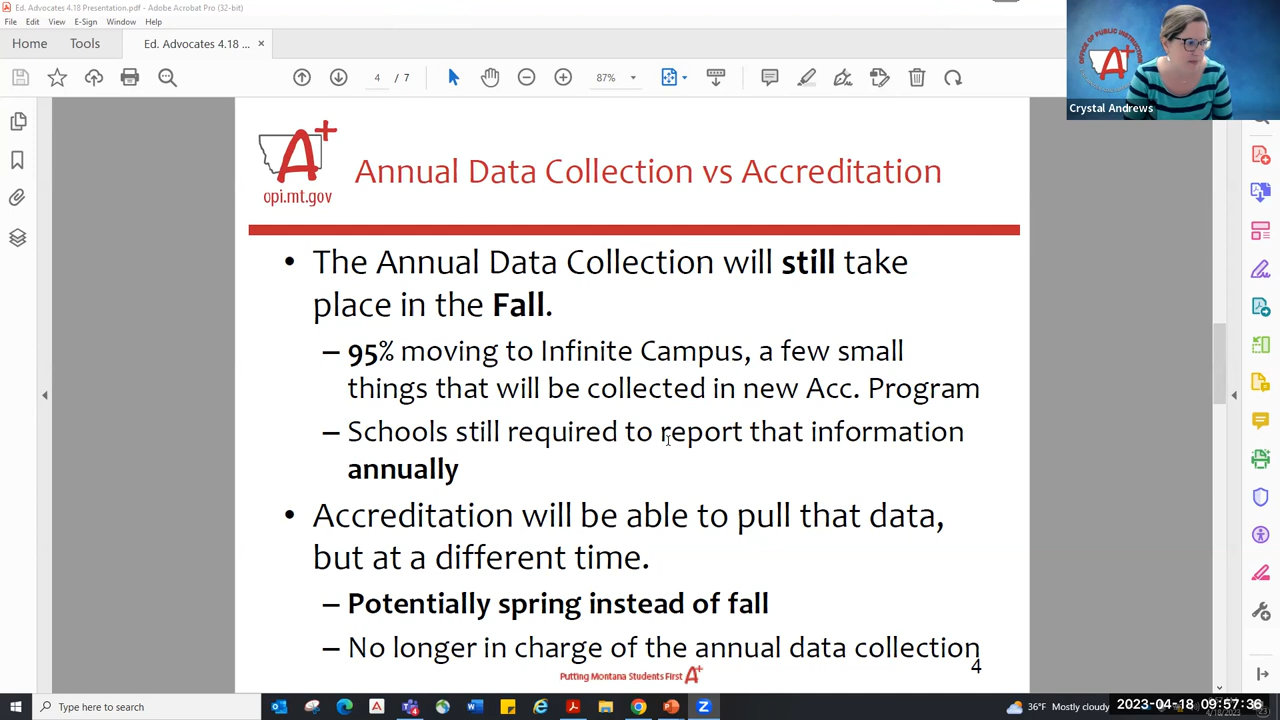 Ed. Advocates 4.18 Presentation.pdf - Adobe Acrobat Pro (32-bit)
File Edit View E-Sign Window Help
Home Tools Ed. Advocates 4.18 ... ×
4 / 7 87%
OFFICE OF PUBLIC INSTRUCTION
A+
Crystal Andrews
A+
opi.mt.gov
Annual Data Collection vs Accreditation
• The Annual Data Collection will still take
place in the Fall.
– 95% moving to Infinite Campus, a few small
things that will be collected in new Acc. Program
– Schools still required to report that information
annually
• Accreditation will be able to pull that data,
but at a different time.
– Potentially spring instead of fall
– No longer in charge of the annual data collection
Putting Montana Students First A+
4
Type here to search
36°F Mostly cloudy
2023-04-18 09:57:36